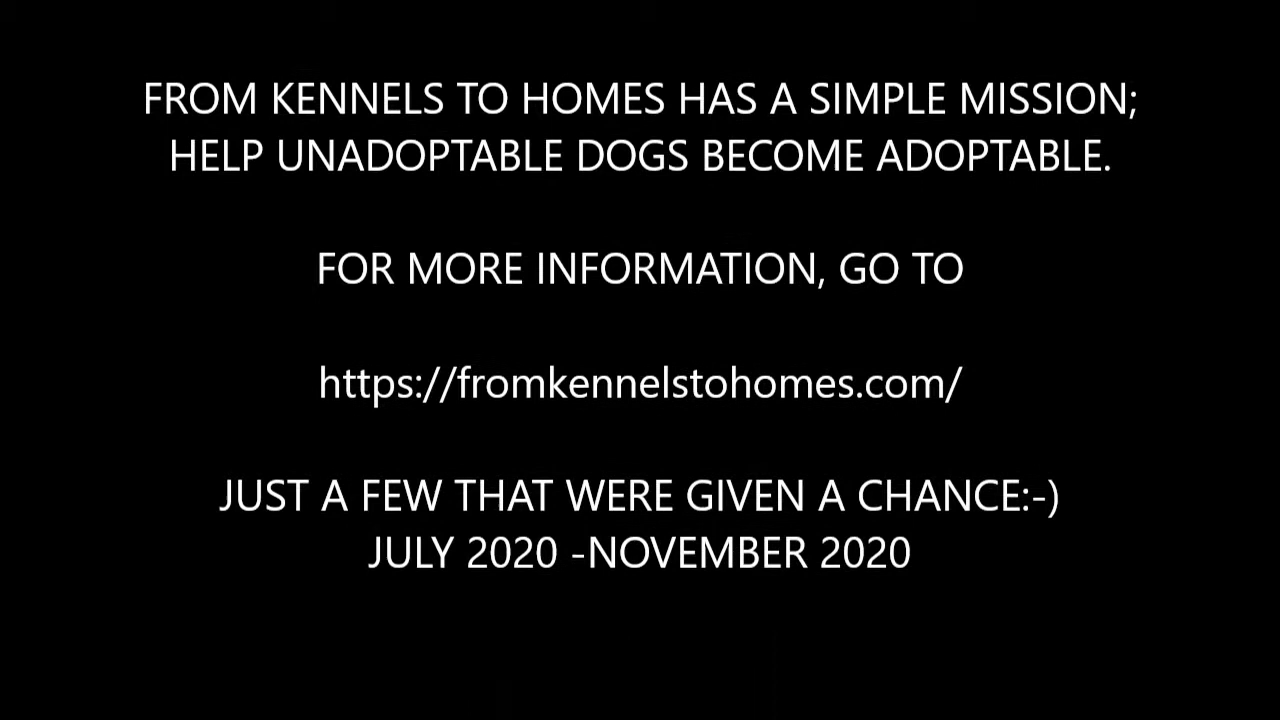 FROM KENNELS TO HOMES HAS A SIMPLE MISSION;
HELP UNADOPTABLE DOGS BECOME ADOPTABLE.
FOR MORE INFORMATION, GO TO
https://fromkennelstohomes.com/
JUST A FEW THAT WERE GIVEN A CHANCE:-)
JULY 2020 -NOVEMBER 2020